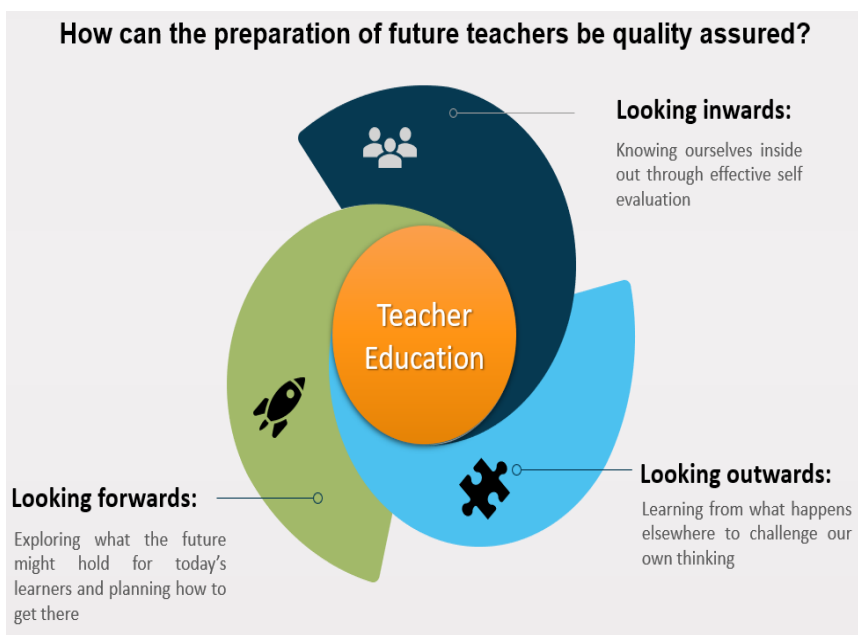 How can the preparation of future teachers be quality assured?
Looking inwards:
Knowing ourselves inside
out through effective self
evaluation
Teacher
Education
Looking outwards:
Learning from what happens
elsewhere to challenge our
own thinking
Looking forwards:
Exploring what the future
might hold for today's
learners and planning how to
get there